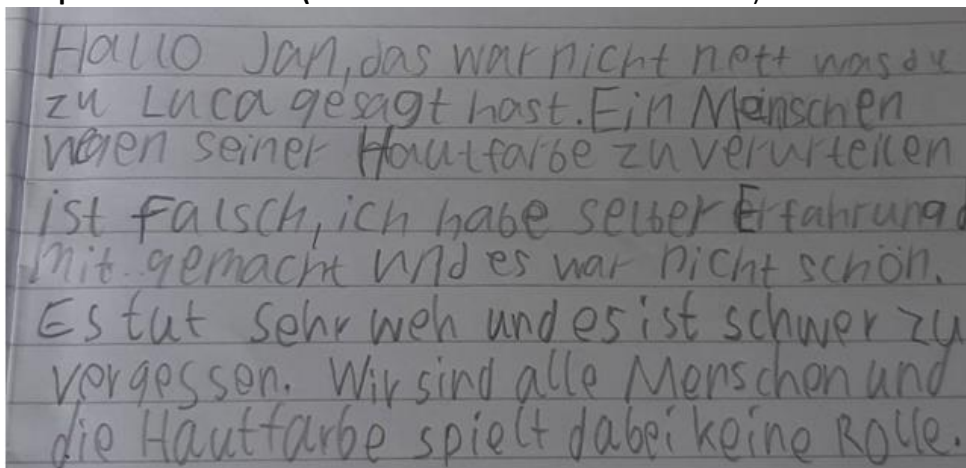 Hallo Jan, das war nicht nett was du
zu Luca gesagt hast. Ein Menschen
wegen seiner Hautfarbe zu verurteilen
ist falsch, ich habe selber Erfahrung
mit gemacht und es war nicht schön.
Es tut sehr weh und es ist schwer zu
vergessen. Wir sind alle Menschen und
die Hautfarbe spielt dabei keine Rolle.